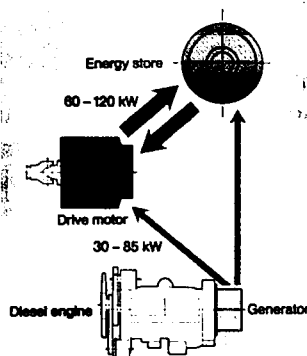 Energy store
60 – 120 kW
Drive motor
30 – 85 kW
Diesel engine
Generator